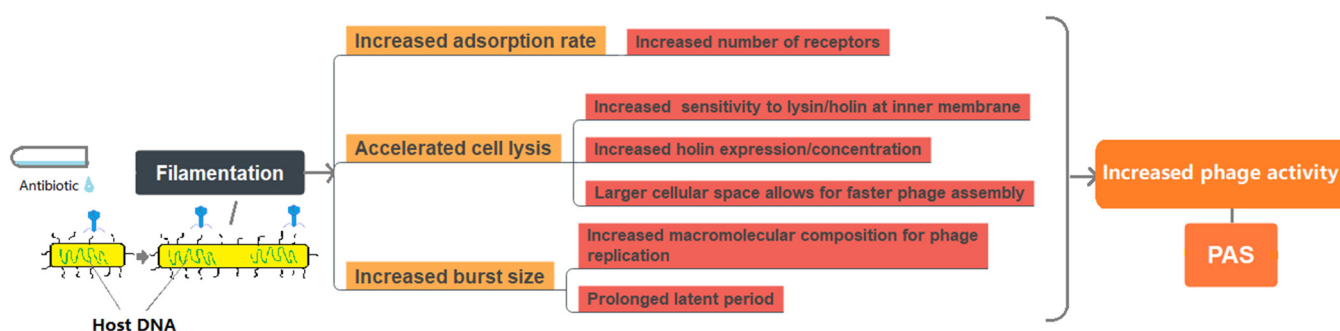 Antibiotic
Filamentation
Host DNA
Increased adsorption rate
Increased number of receptors
Accelerated cell lysis
Increased sensitivity to lysin/holin at inner membrane
Increased holin expression/concentration
Larger cellular space allows for faster phage assembly
Increased burst size
Increased macromolecular composition for phage
replication
Prolonged latent period
Increased phage activity
PAS